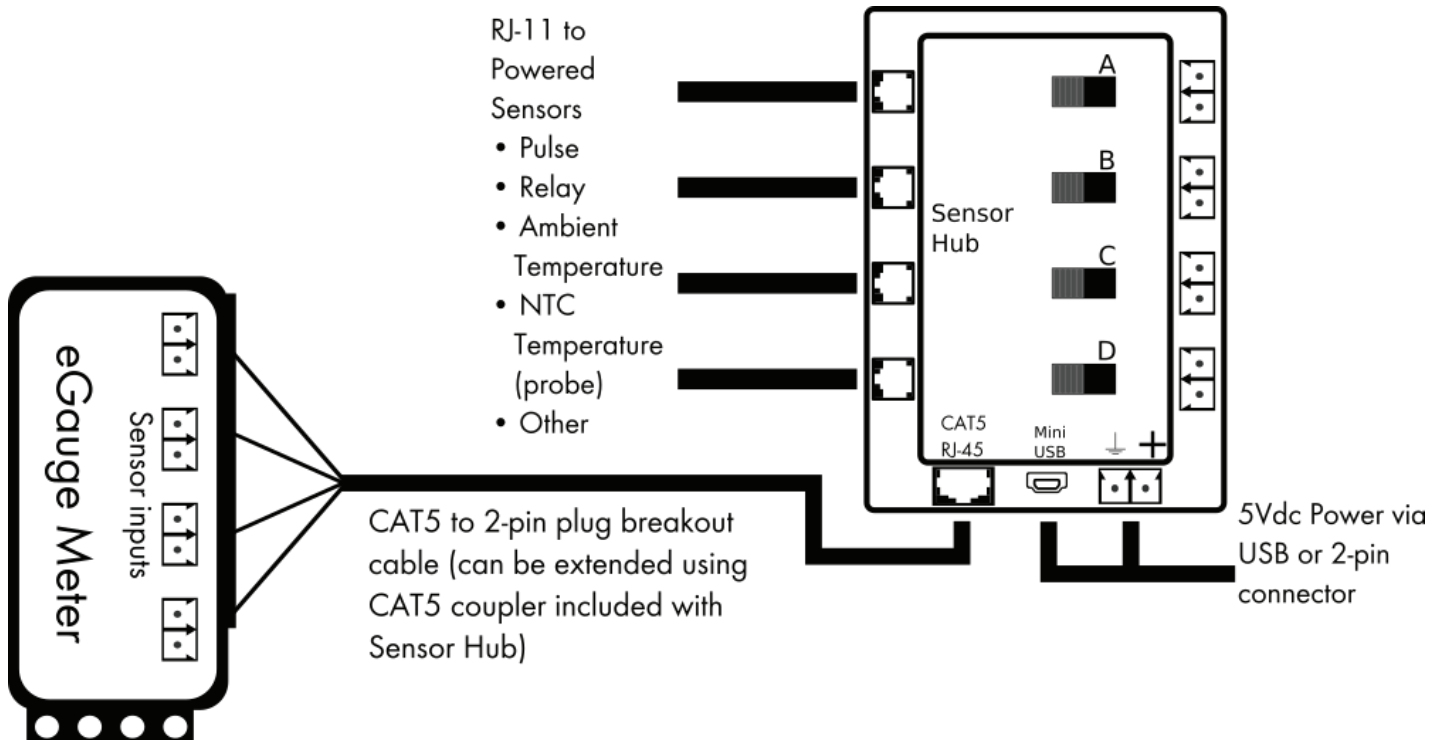 RJ-11 to
Powered
Sensors
• Pulse
• Relay
• Ambient
Temperature
• NTC
Temperature
(probe)
• Other
A
B
C
D
Sensor
Hub
CAT5
RJ-45
Mini
USB
+
eGauge Meter
Sensor inputs
CAT5 to 2-pin plug breakout
cable (can be extended using
CAT5 coupler included with
Sensor Hub)
5Vdc Power via
USB or 2-pin
connector